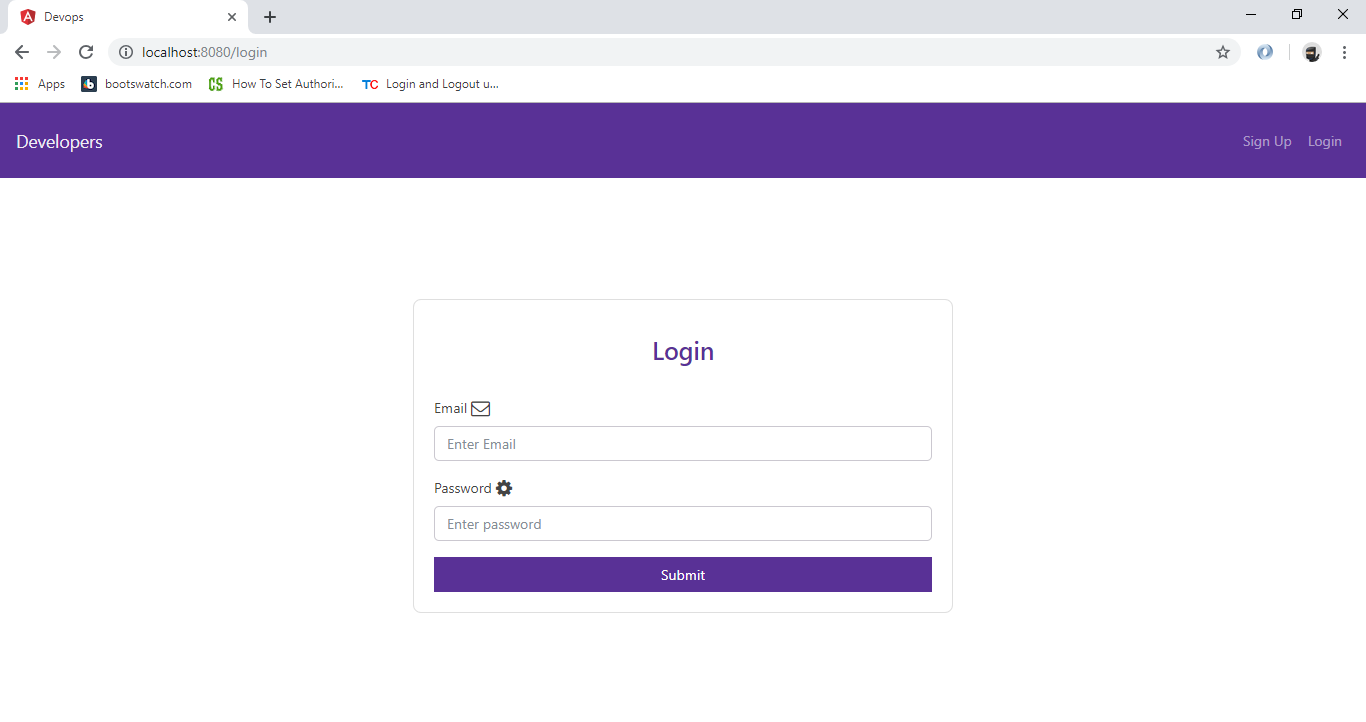 Devops
localhost:8080/login
Apps bootswatch.com How To Set Authori... Login and Logout u...
Developers Sign Up Login
Login
Email
Enter Email
Password
Enter password
Submit